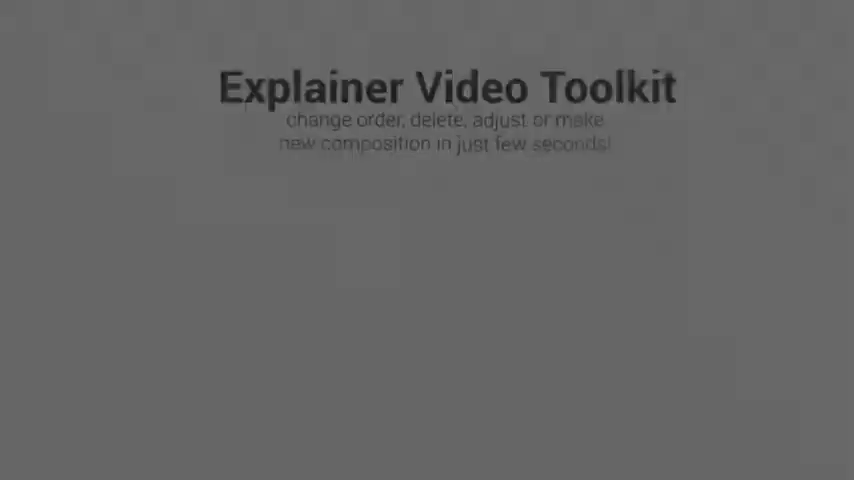 Explainer Video Toolkit
change order, delete, adjust or make
new composition in just few seconds!